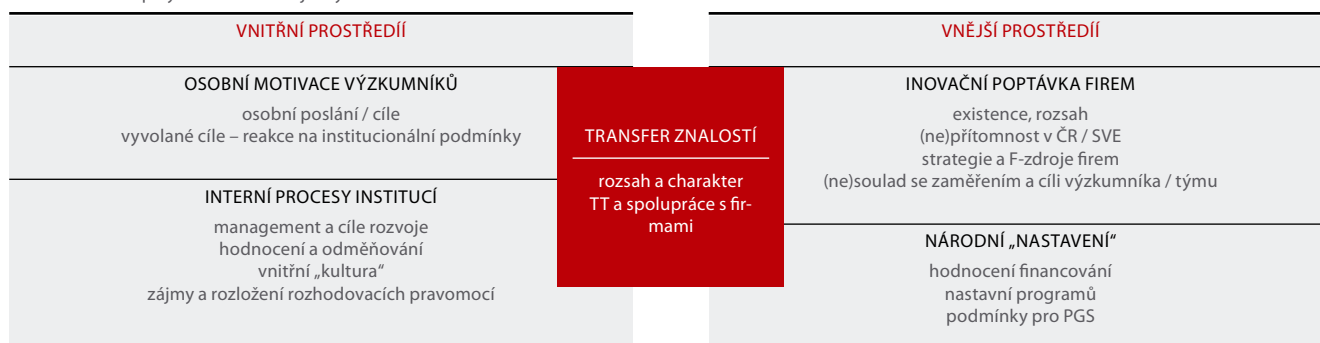 VNITŘNÍ PROSTŘEDÍÍ
OSOBNÍ MOTIVACE VÝZKUMNÍKŮ
osobní poslání / cíle
vyvolané cíle – reakce na institucionální podmínky
INTERNÍ PROCESY INSTITUCÍ
management a cíle rozvoje
hodnocení a odměňování
vnitřní „kultura“
zájmy a rozložení rozhodovacích pravomocí
TRANSFER ZNALOSTÍ
rozsah a charakter
TT a spolupráce s fir-
mami
VNĚJŠÍ PROSTŘEDÍÍ
INOVAČNÍ POPTÁVKA FIREM
existence, rozsah
(ne)přítomnost v ČR / SVE
strategie a F-zdroje firem
(ne)soulad se zaměřením a cíli výzkumníka / týmu
NÁRODNÍ „NASTAVENÍ“
hodnocení financování
nastavní programů
podmínky pro PGS